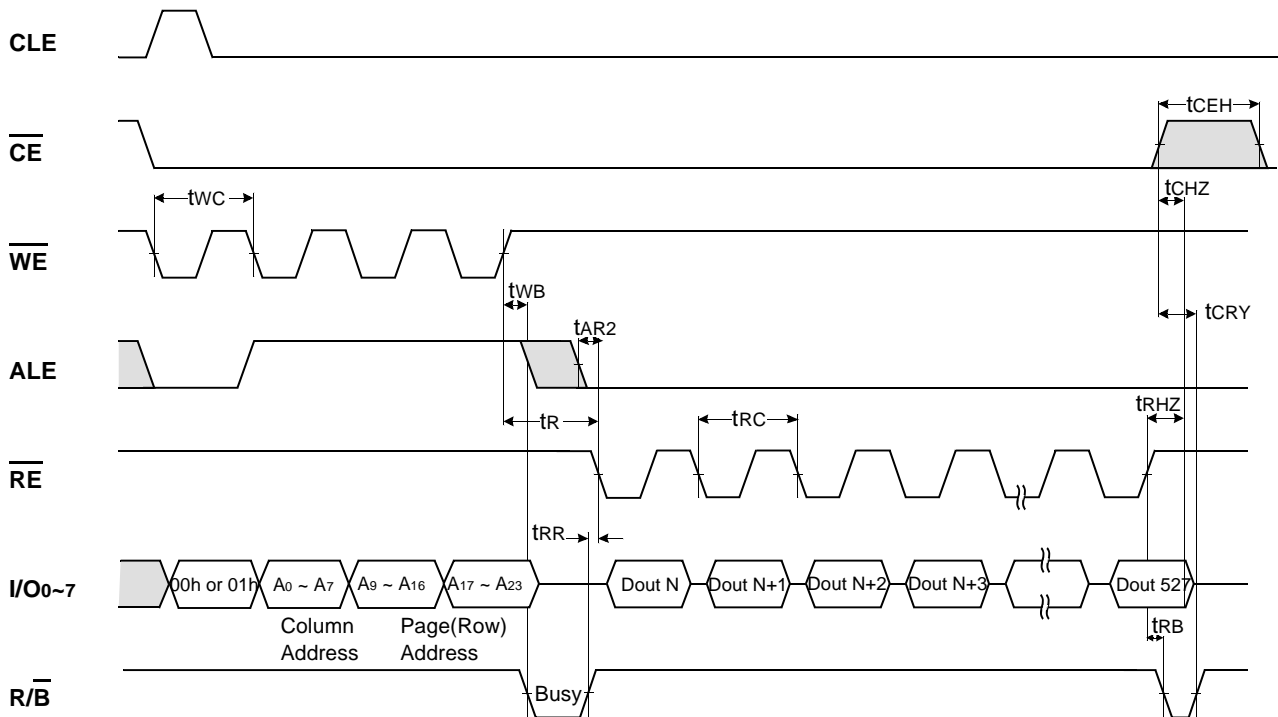 CLE
tCEH
CE
tCHZ
tWC
WE
tWB
tCRY
tAR2
ALE
tRHZ
tR
tRC
RE
tRR
I/O0~7
00h or 01h
A0 ~ A7
A9 ~ A16
A17 ~ A23
Dout N
Dout N+1
Dout N+2
Dout N+3
Dout 527
Column
Address
Page(Row)
Address
tRB
R/B
Busy